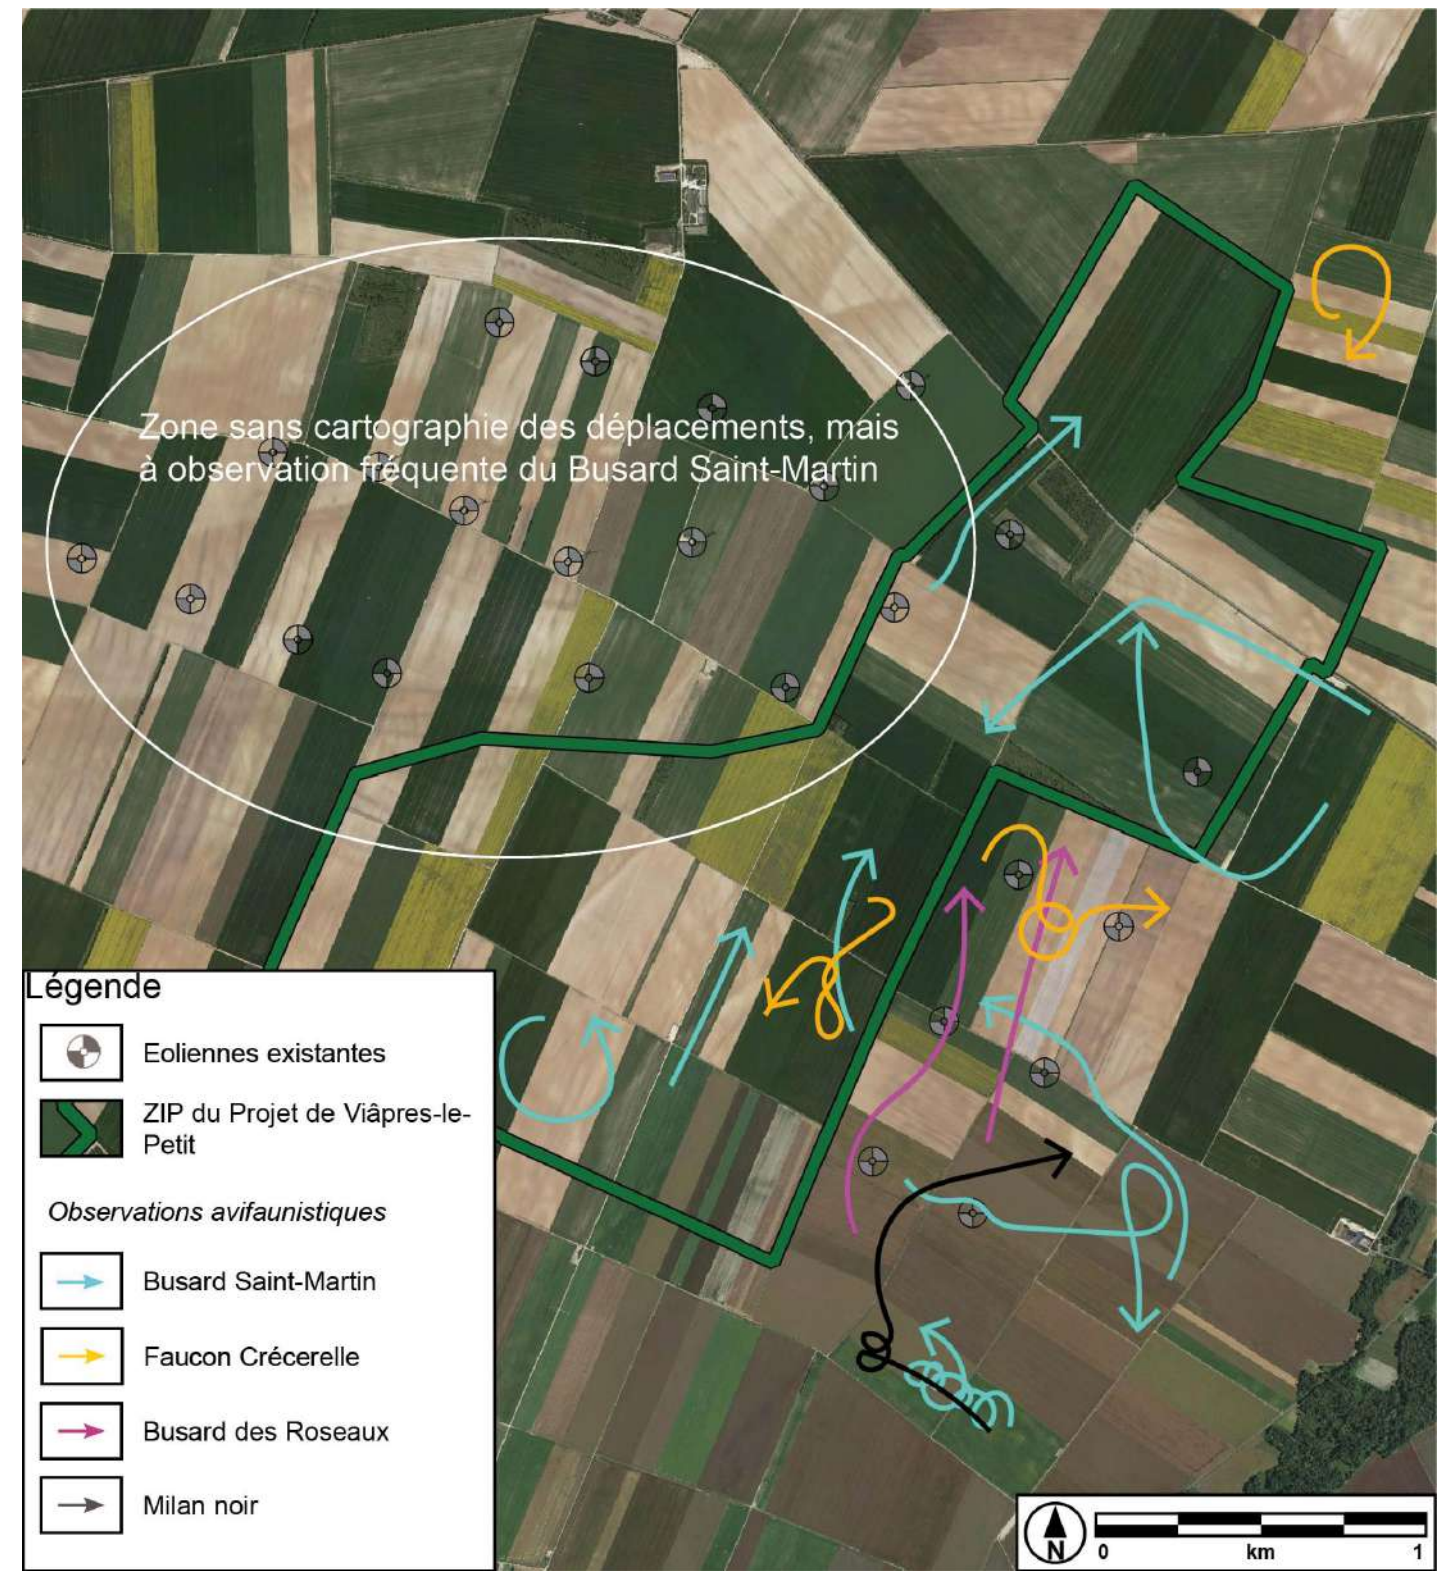 Zone sans cartographie des déplacements, mais
à observation fréquente du Busard Saint-Martin
Légende
Eoliennes existantes
ZIP du Projet de Viâpres-le-
Petit
Observations avifaunistiques
Busard Saint-Martin
Faucon Crécerelle
Busard des Roseaux
Milan noir
N
0 km 1